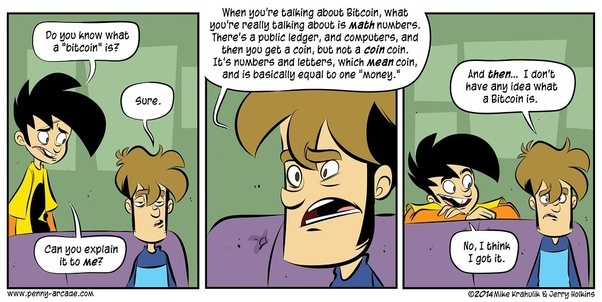 Do you know what
a "bitcoin" is?
Sure.
Can you explain
it to me?
When you're talking about Bitcoin, what
you're really talking about is math numbers.
There's a public ledger, and computers, and
then you get a coin, but not a coin coin.
It's numbers and letters, which mean coin,
and is basically equal to one "money."
And then... I don't
have any idea what
a Bitcoin is.
No, I think
I got it.
www.penny-arcade.com
©2014 Mike Krahulik & Jerry Holkins